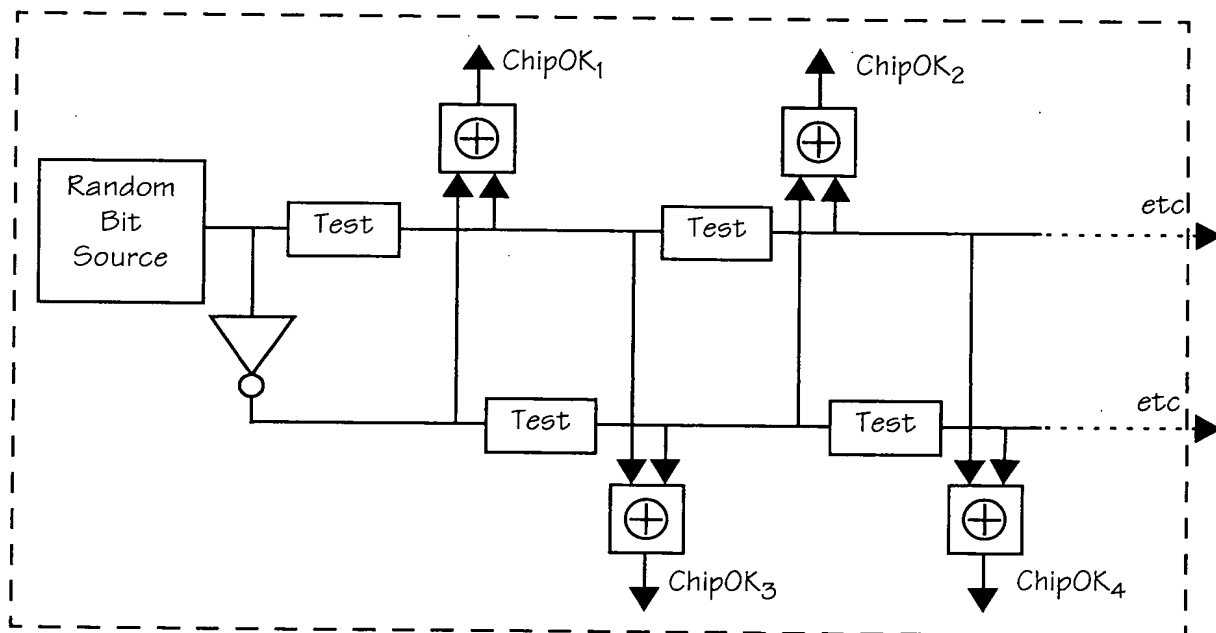 ChipOK1
ChipOK2
Random
Bit
Source
Test
Test
etc
Test
Test
etc
ChipOK3
ChipOK4